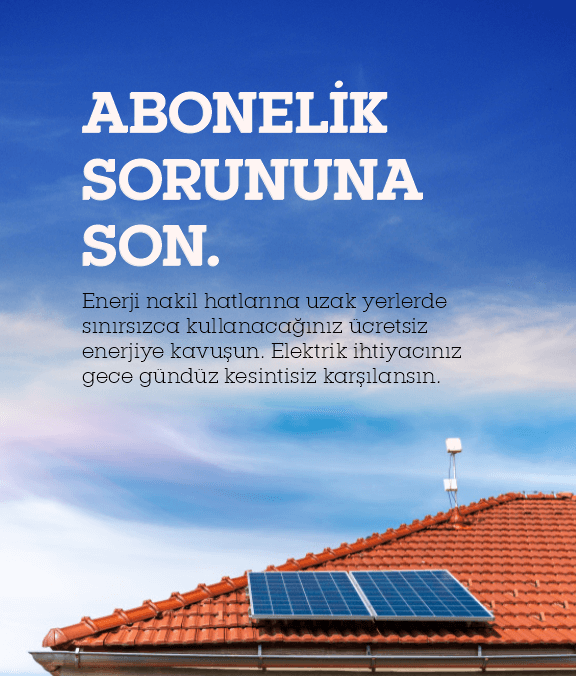 ABONELİK
SORUNUNA
SON.
Enerji nakil hatlarına uzak yerlerde
sınırsızca kullanacağınız ücretsiz
enerjiye kavuşun. Elektrik ihtiyacınız
gece gündüz kesintisiz karşılansın.